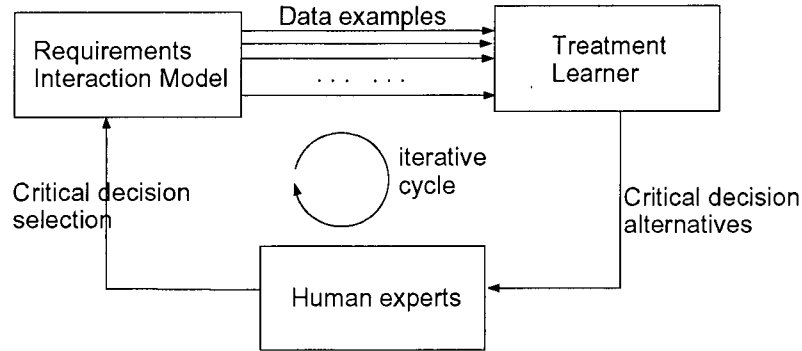 Data examples
Requirements
Interaction Model
. . .   . . .
Treatment
Learner
iterative
cycle
Critical decision
selection
Critical decision
alternatives
Human experts